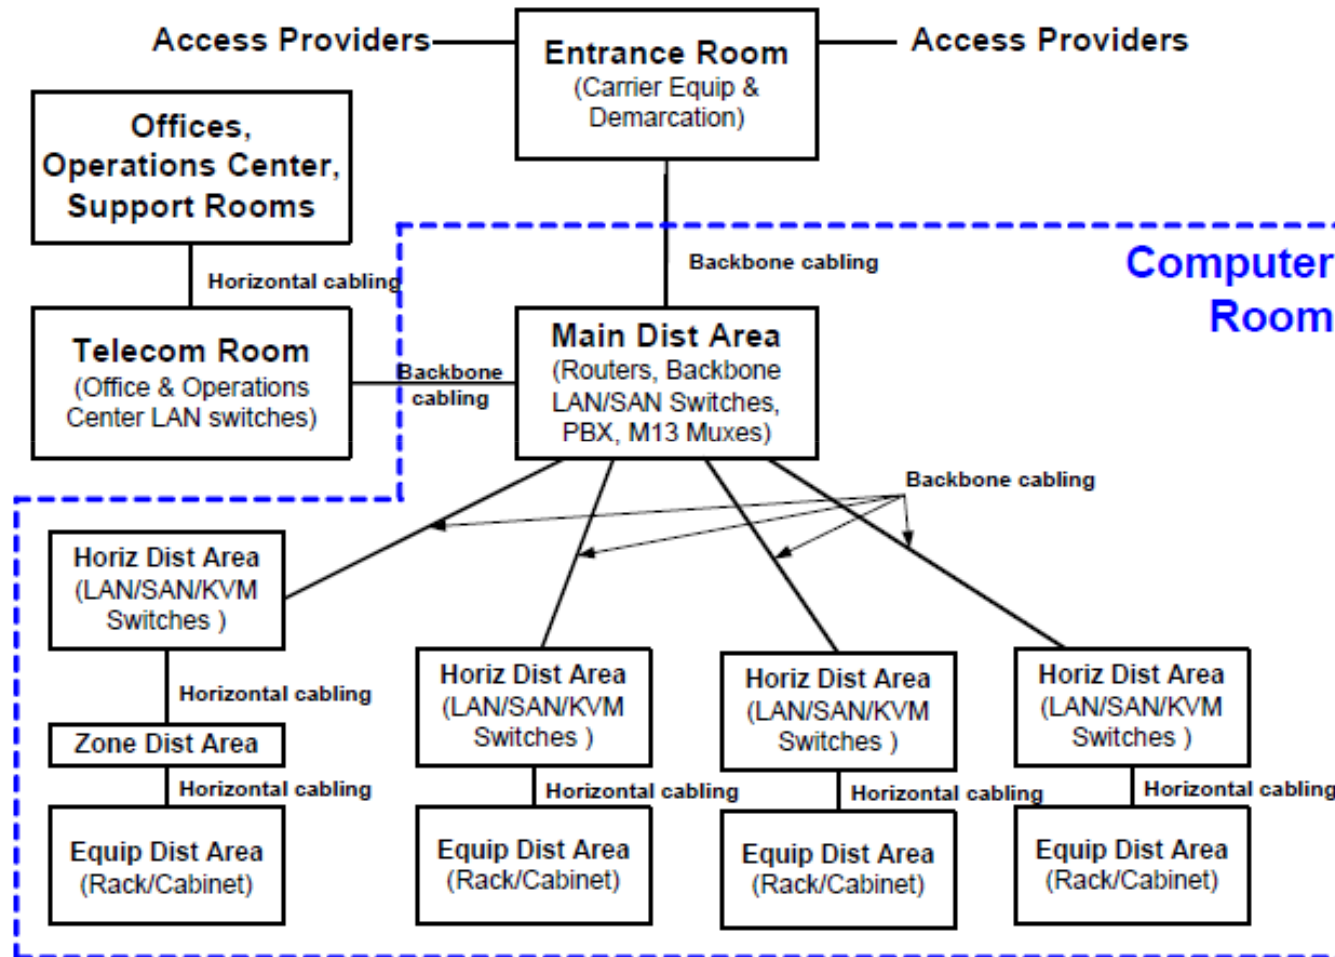 Access Providers
Entrance Room
(Carrier Equip &
Demarcation)
Access Providers
Offices,
Operations Center,
Support Rooms
Horizontal cabling
Backbone cabling
Computer
Room
Telecom Room
(Office & Operations
Center LAN switches)
Backbone
cabling
Main Dist Area
(Routers, Backbone
LAN/SAN Switches,
PBX, M13 Muxes)
Backbone cabling
Horiz Dist Area
(LAN/SAN/KVM
Switches )
Horizontal cabling
Zone Dist Area
Horizontal cabling
Equip Dist Area
(Rack/Cabinet)
Horiz Dist Area
(LAN/SAN/KVM
Switches )
Horizontal cabling
Equip Dist Area
(Rack/Cabinet)
Horiz Dist Area
(LAN/SAN/KVM
Switches )
Horizontal cabling
Equip Dist Area
(Rack/Cabinet)
Horiz Dist Area
(LAN/SAN/KVM
Switches )
Horizontal cabling
Equip Dist Area
(Rack/Cabinet)